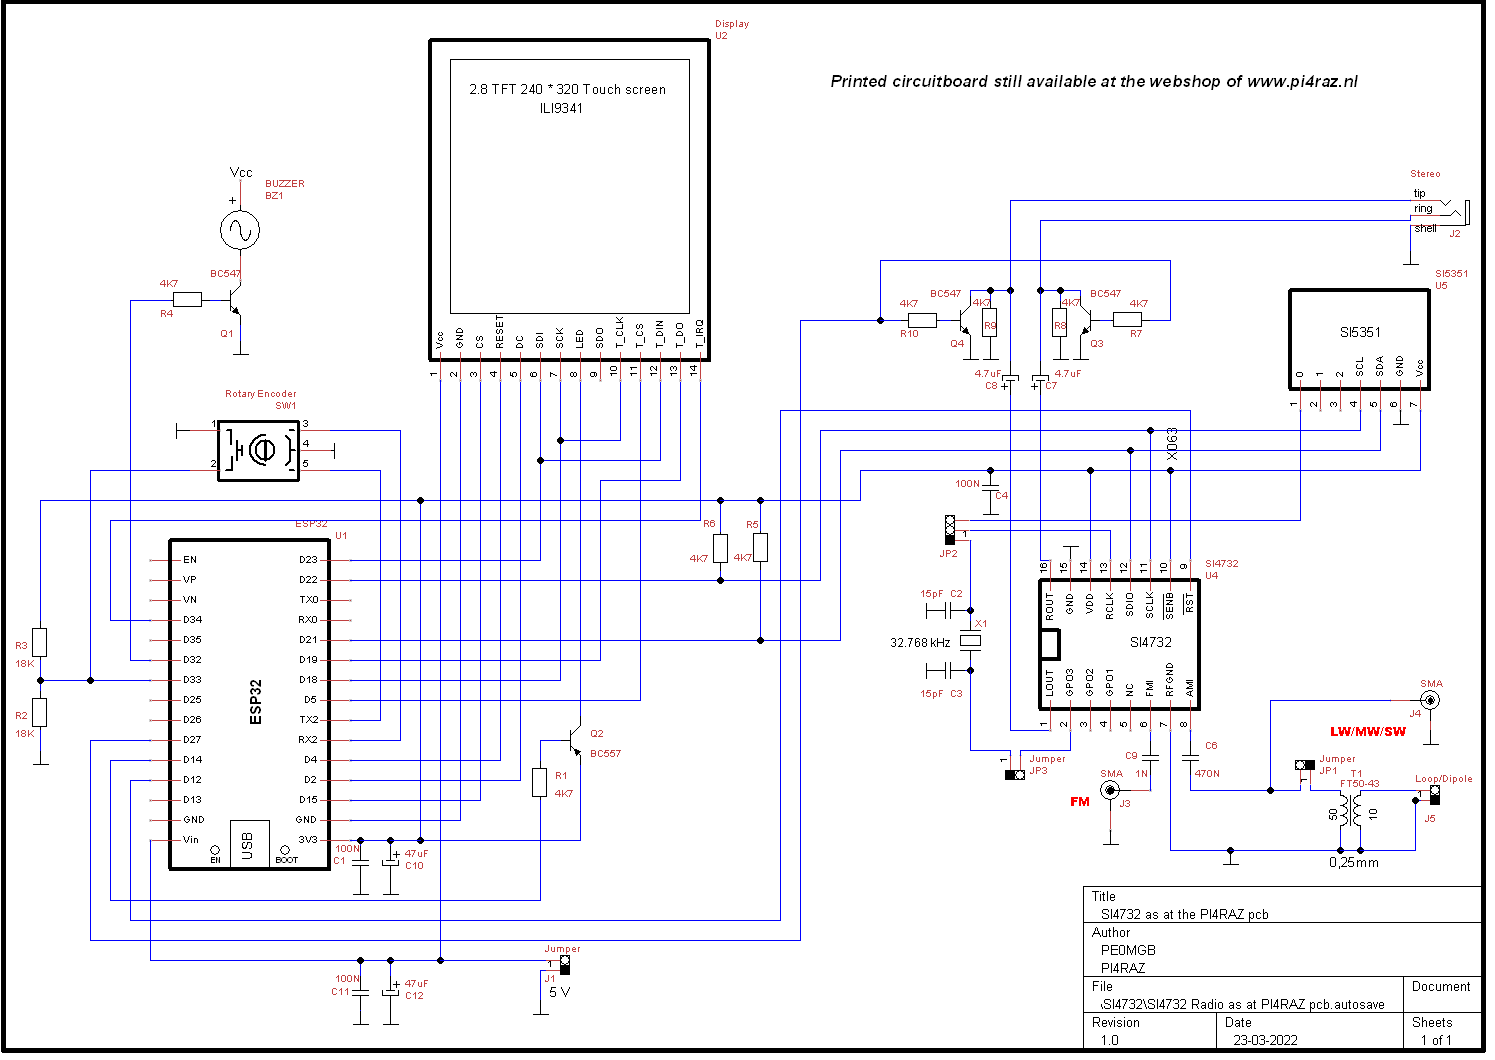 Display
U2
2.8 TFT 240 * 320 Touch screen
ILI9341
Printed circuitboard still available at the webshop of www.pi4raz.nl
Vcc
GND
CS
RESET
DC
SDI
SCK
LED
SDO
T_CLK
T_CS
T_DIN
T_DO
T_IRQ
1
2
3
4
5
6
7
8
9
10
11
12
13
14
Vcc
+
BUZZER
BZ1
BC547
4K7
R4
Q1
Rotary Encoder
SW1
1
2
3
4
5
Stereo
tip
ring
shell
J2
SI5351
U5
SI5351
0
1
2
SCL
SDA
GND
Vcc
1
2
3
4
5
6
7
4K7
R10
BC547
Q4
4K7
R9
4K7
R8
BC547
Q3
4K7
R7
4.7uF
C8
+
4.7uF
C7
+
X063
100N
C4
JP2
1
R6
4K7
R5
4K7
ESP32
U1
ESP32
EN
VP
VN
D34
D35
D32
D33
D25
D26
D27
D14
D12
D13
GND
Vin
D23
D22
TX0
RX0
D21
D19
D18
D5
TX2
RX2
D4
D2
D15
GND
3V3
EN
USB
BOOT
R3
18K
R2
18K
Q2
BC557
R1
4K7
100N
C1
47uF
C10
+
100N
C11
47uF
C12
+
Jumper
1
J1
5 V
15pF C2
X1
32.768 kHz
15pF C3
SI4732
U4
SI4732
16
15
14
13
12
11
10
9
ROUT
GND
VDD
RCLK
SDIO
SCLK
SENB
RST
LOUT
GPO3
GPO2
GPO1
NC
FMI
RFGND
AMI
1
2
3
4
5
6
7
8
1
Jumper
JP3
C9
1N
C6
470N
SMA
J3
FM
SMA
J4
LW/MW/SW
Jumper
JP1
1
T1
FT50-43
50
10
0,25mm
Loop/Dipole
1
J5
Title
SI4732 as at the PI4RAZ pcb
Author
PE0MGB
PI4RAZ
File
Document
\SI4732\SI4732 Radio as at PI4RAZ pcb.autosave
Revision
Date
Sheets
1.0
23-03-2022
1 of 1